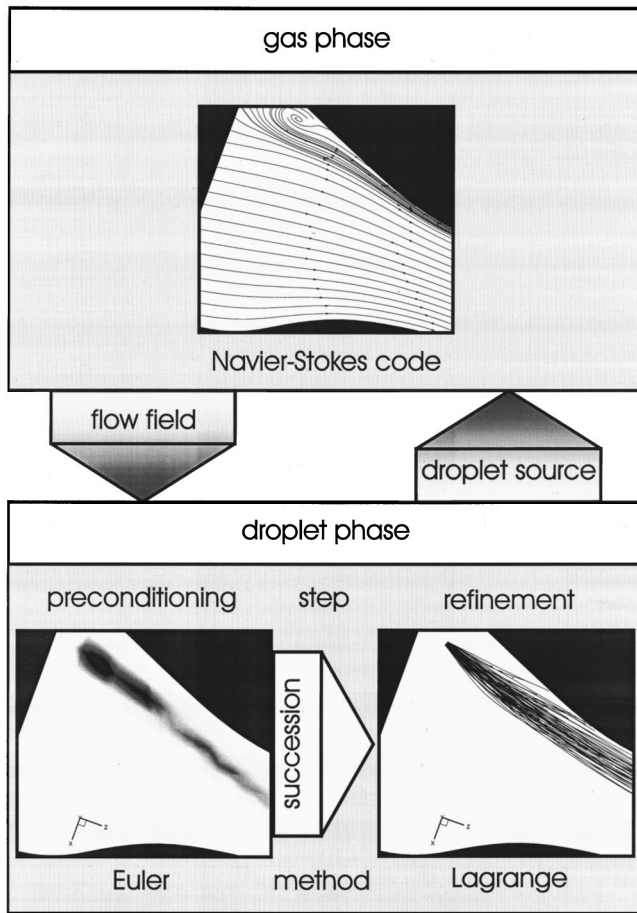 gas phase
Navier-Stokes code
flow field
droplet source
droplet phase
preconditioning step refinement
succession
x z
x z
Euler method Lagrange